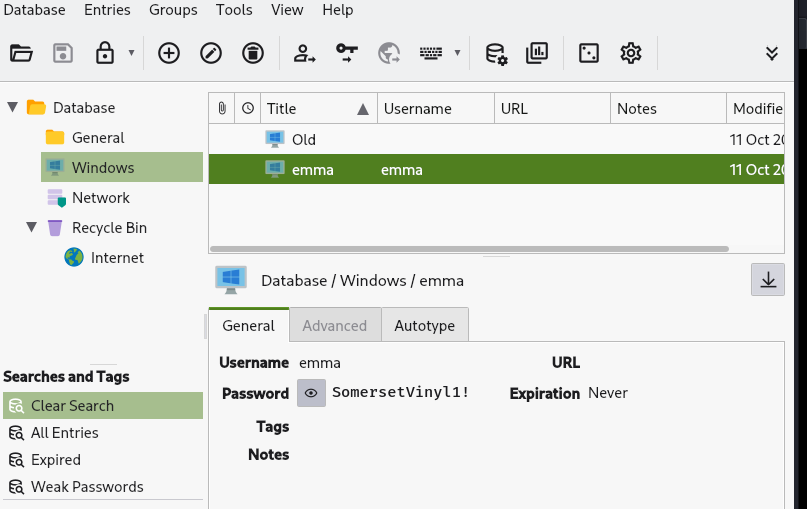 Database Entries Groups Tools View Help
Title Username URL Notes Modifie
Old 11 Oct 20
emma emma 11 Oct 20
Database
General
Windows
Network
Recycle Bin
Internet
Database / Windows / emma
General Advanced Autotype
Username emma URL
Password SomersetVinyl1! Expiration Never
Tags
Notes
Searches and Tags
Clear Search
All Entries
Expired
Weak Passwords